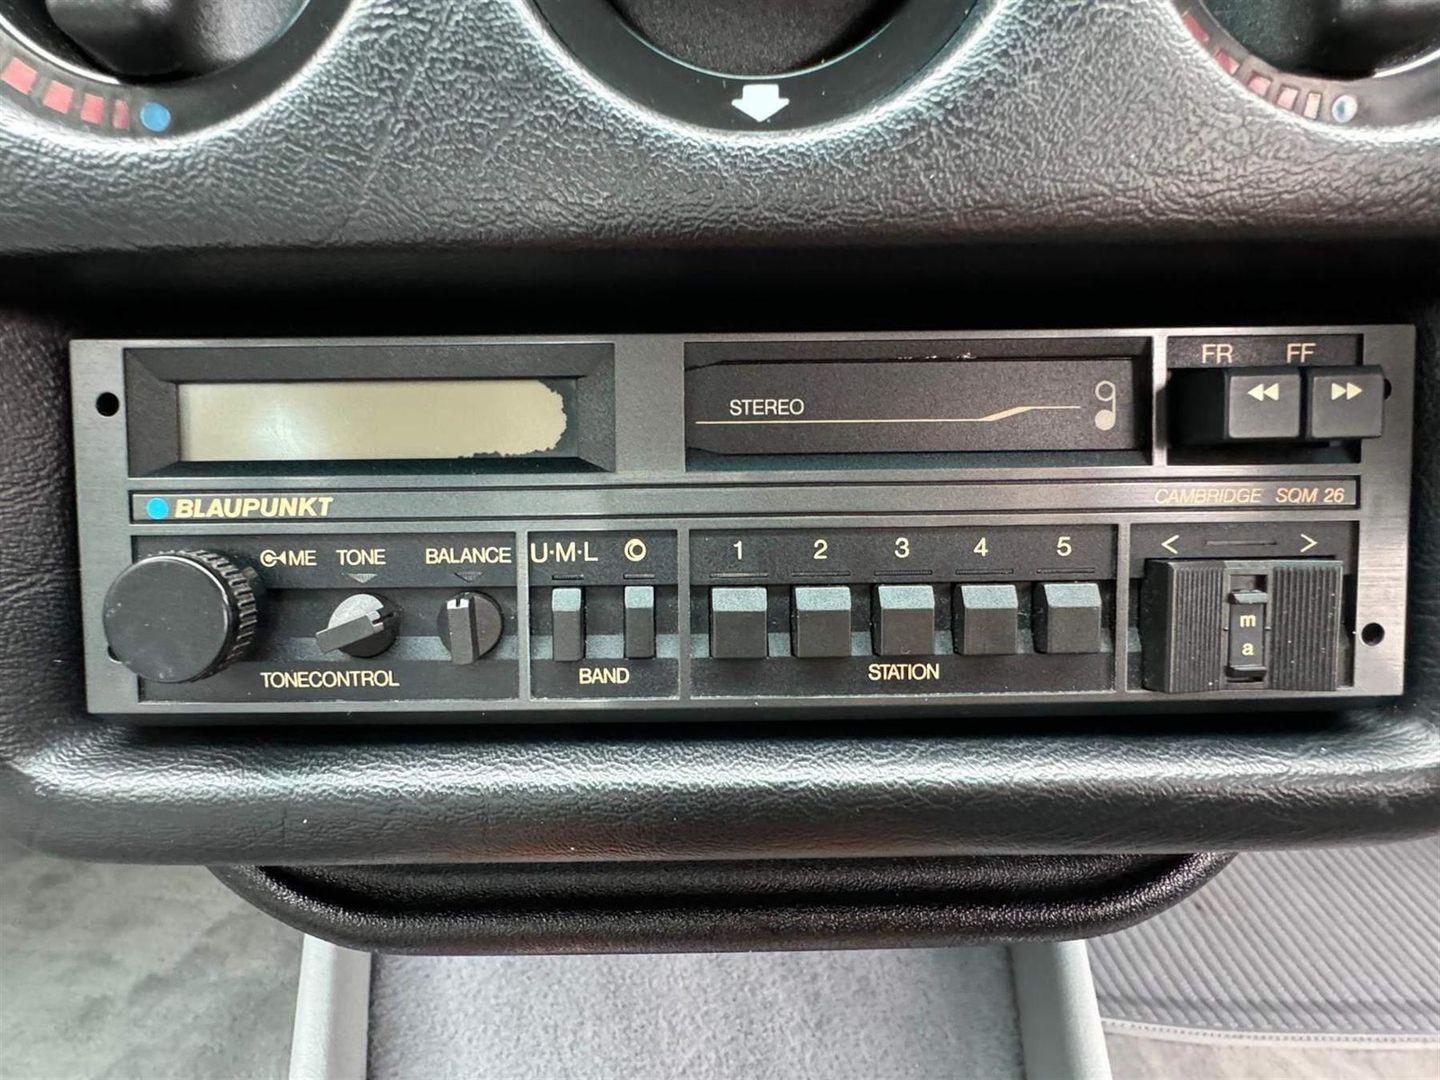 FR FF
STEREO
BLAUPUNKT
CAMBRIDGE SQM 26
ME TONE BALANCE
U·M·L
1 2 3 4 5
< >
m
a
TONECONTROL
BAND
STATION